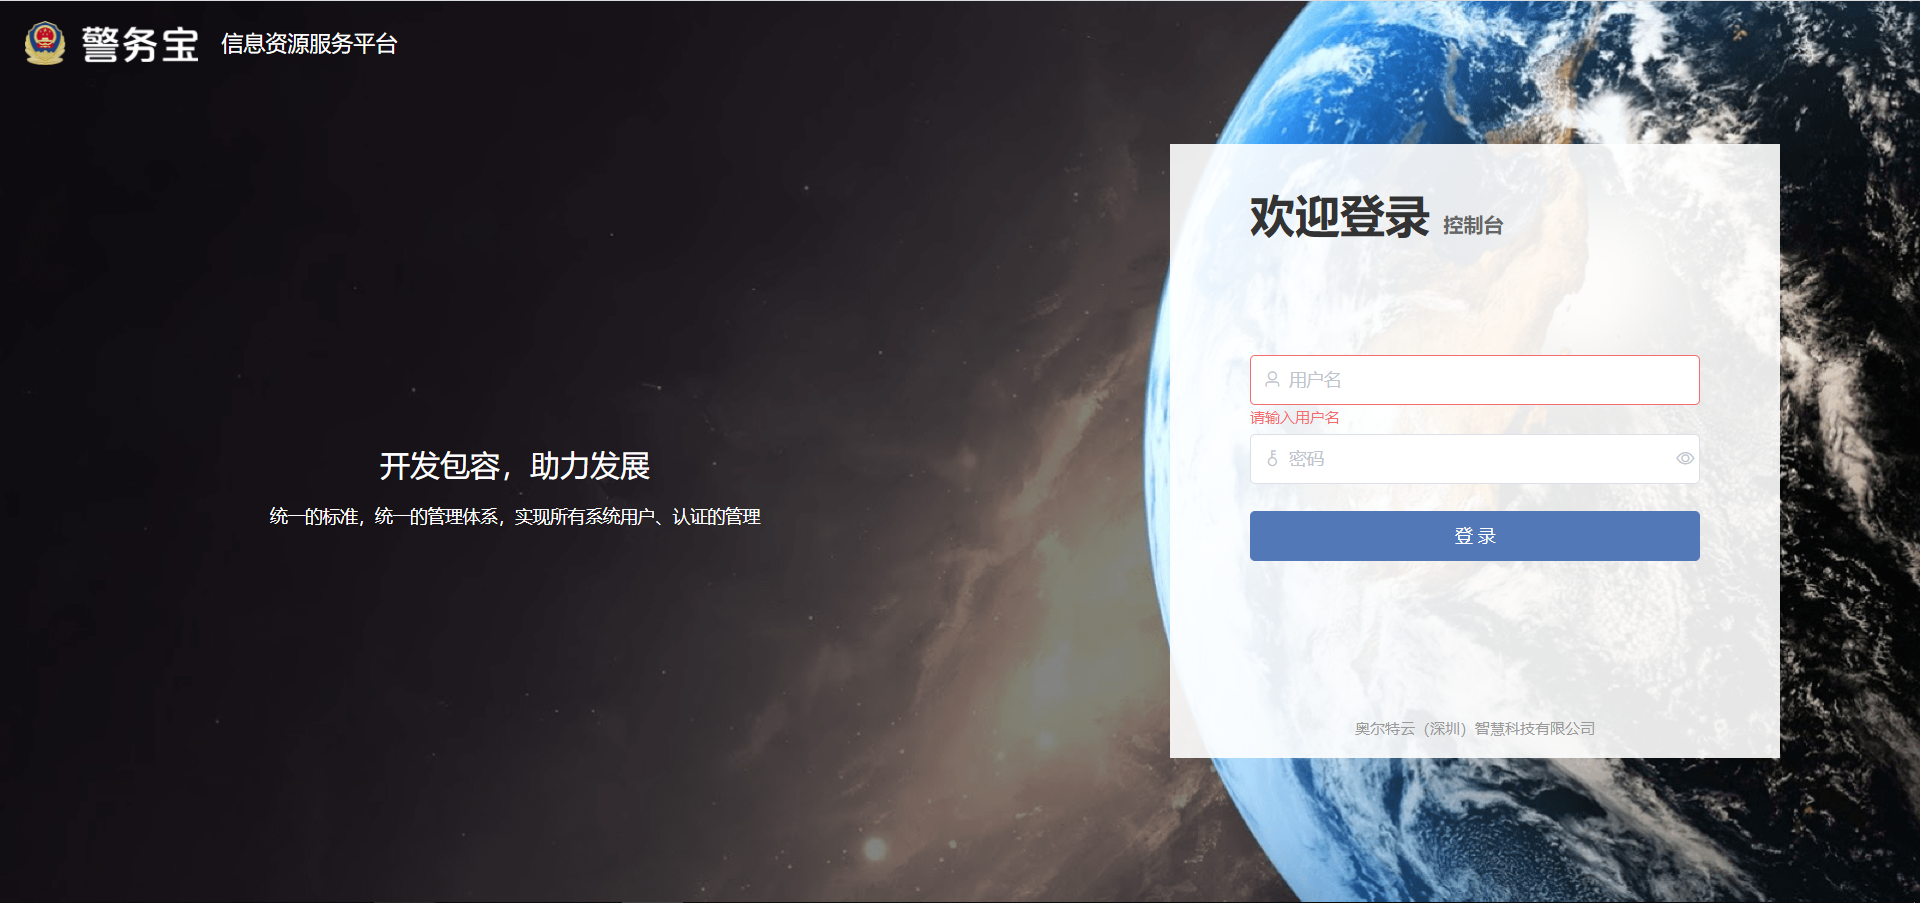 警务宝 信息资源服务平台
欢迎登录 控制台
用户名
请输入用户名
密码
登录
开发包容，助力发展
统一的标准，统一的管理体系，实现所有系统用户、认证的管理
奥尔特云（深圳）智慧科技有限公司